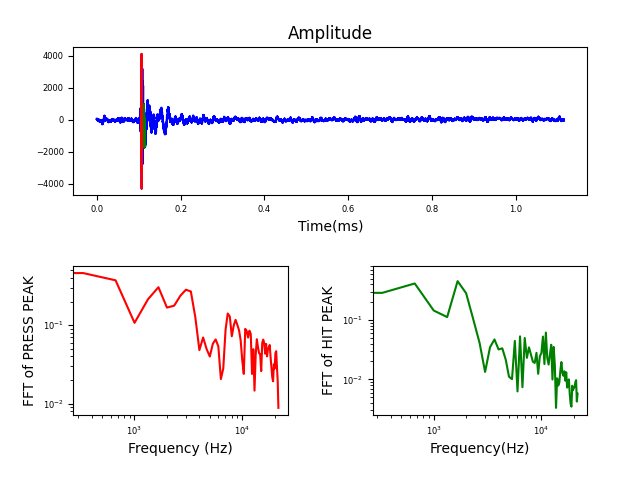 Amplitude
4000
2000
0
−2000
−4000
0.0 0.2 0.4 0.6 0.8 1.0
Time(ms)
FFT of PRESS PEAK
10⁻¹
10⁻²
10³ 10⁴
Frequency (Hz)
FFT of HIT PEAK
10⁻¹
10⁻²
10³ 10⁴
Frequency(Hz)